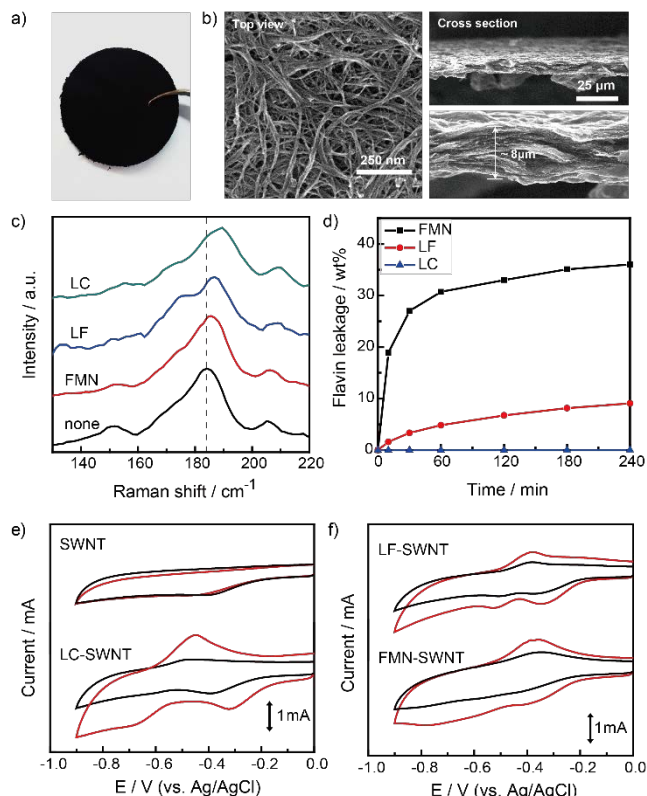 a)
b)
Top view
250 nm
Cross section
25 µm
~ 8µm
c)
LC
LF
FMN
none
Intensity / a.u.
140 160 180 200 220
Raman shift / cm⁻¹
d)
FMN
LF
LC
Flavin leakage / wt%
40
30
20
10
0
0 60 120 180 240
Time / min
e)
SWNT
LC-SWNT
1mA
Current / mA
-1.0 -0.8 -0.6 -0.4 -0.2 0.0
E / V (vs. Ag/AgCl)
f)
LF-SWNT
FMN-SWNT
1mA
Current / mA
-1.0 -0.8 -0.6 -0.4 -0.2 0.0
E / V (vs. Ag/AgCl)